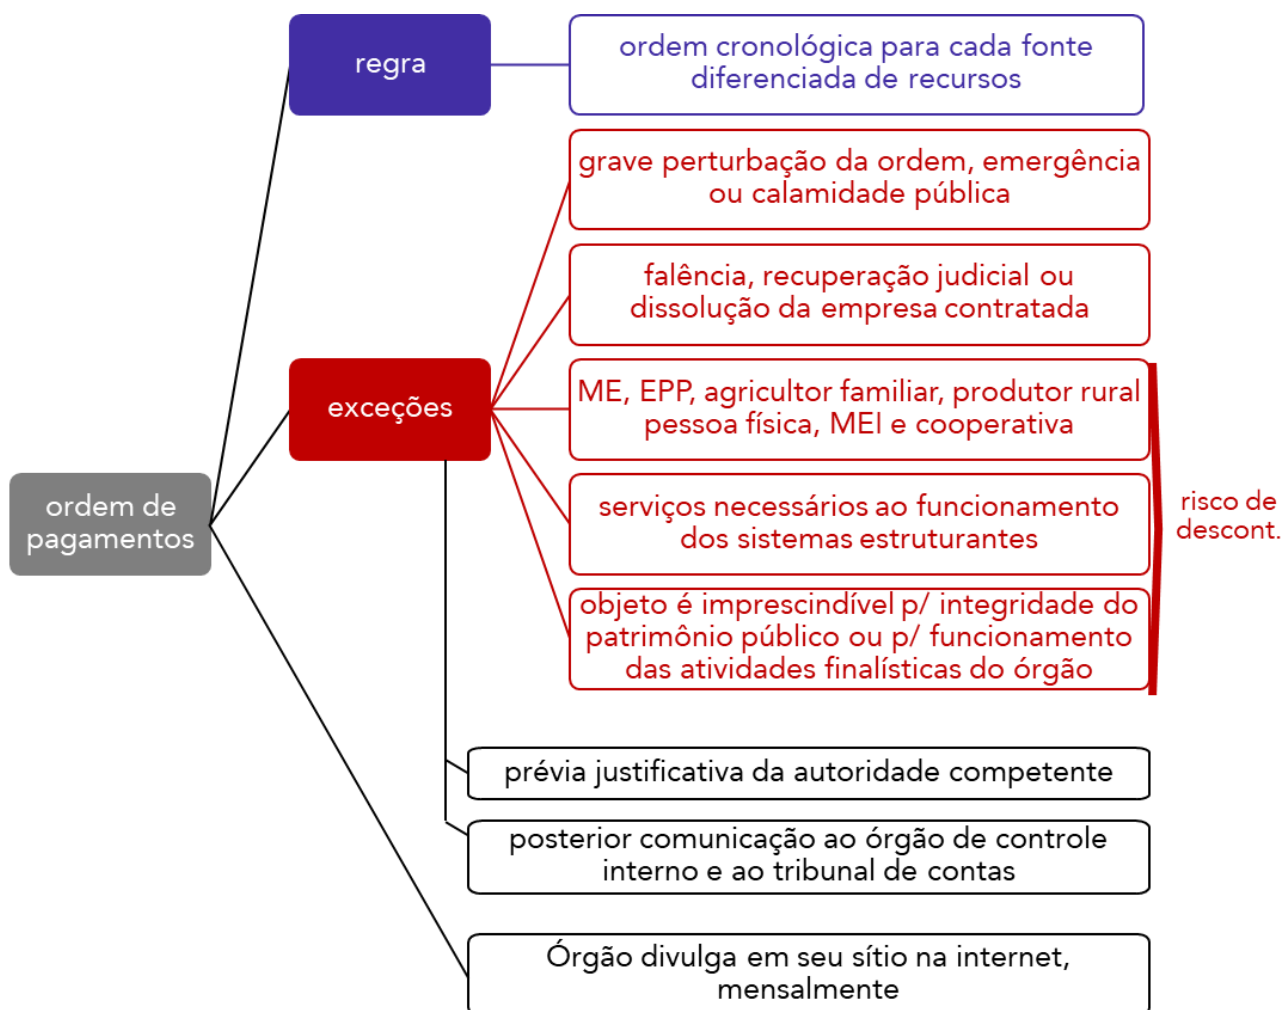 regra
ordem cronológica para cada fonte
diferenciada de recursos
grave perturbação da ordem, emergência
ou calamidade pública
falência, recuperação judicial ou
dissolução da empresa contratada
exceções
ME, EPP, agricultor familiar, produtor rural
pessoa física, MEI e cooperativa
ordem de
pagamentos
serviços necessários ao funcionamento
dos sistemas estruturantes
risco de
descont.
objeto é imprescindível p/ integridade do
patrimônio público ou p/ funcionamento
das atividades finalísticas do órgão
prévia justificativa da autoridade competente
posterior comunicação ao órgão de controle
interno e ao tribunal de contas
Órgão divulga em seu sítio na internet,
mensalmente